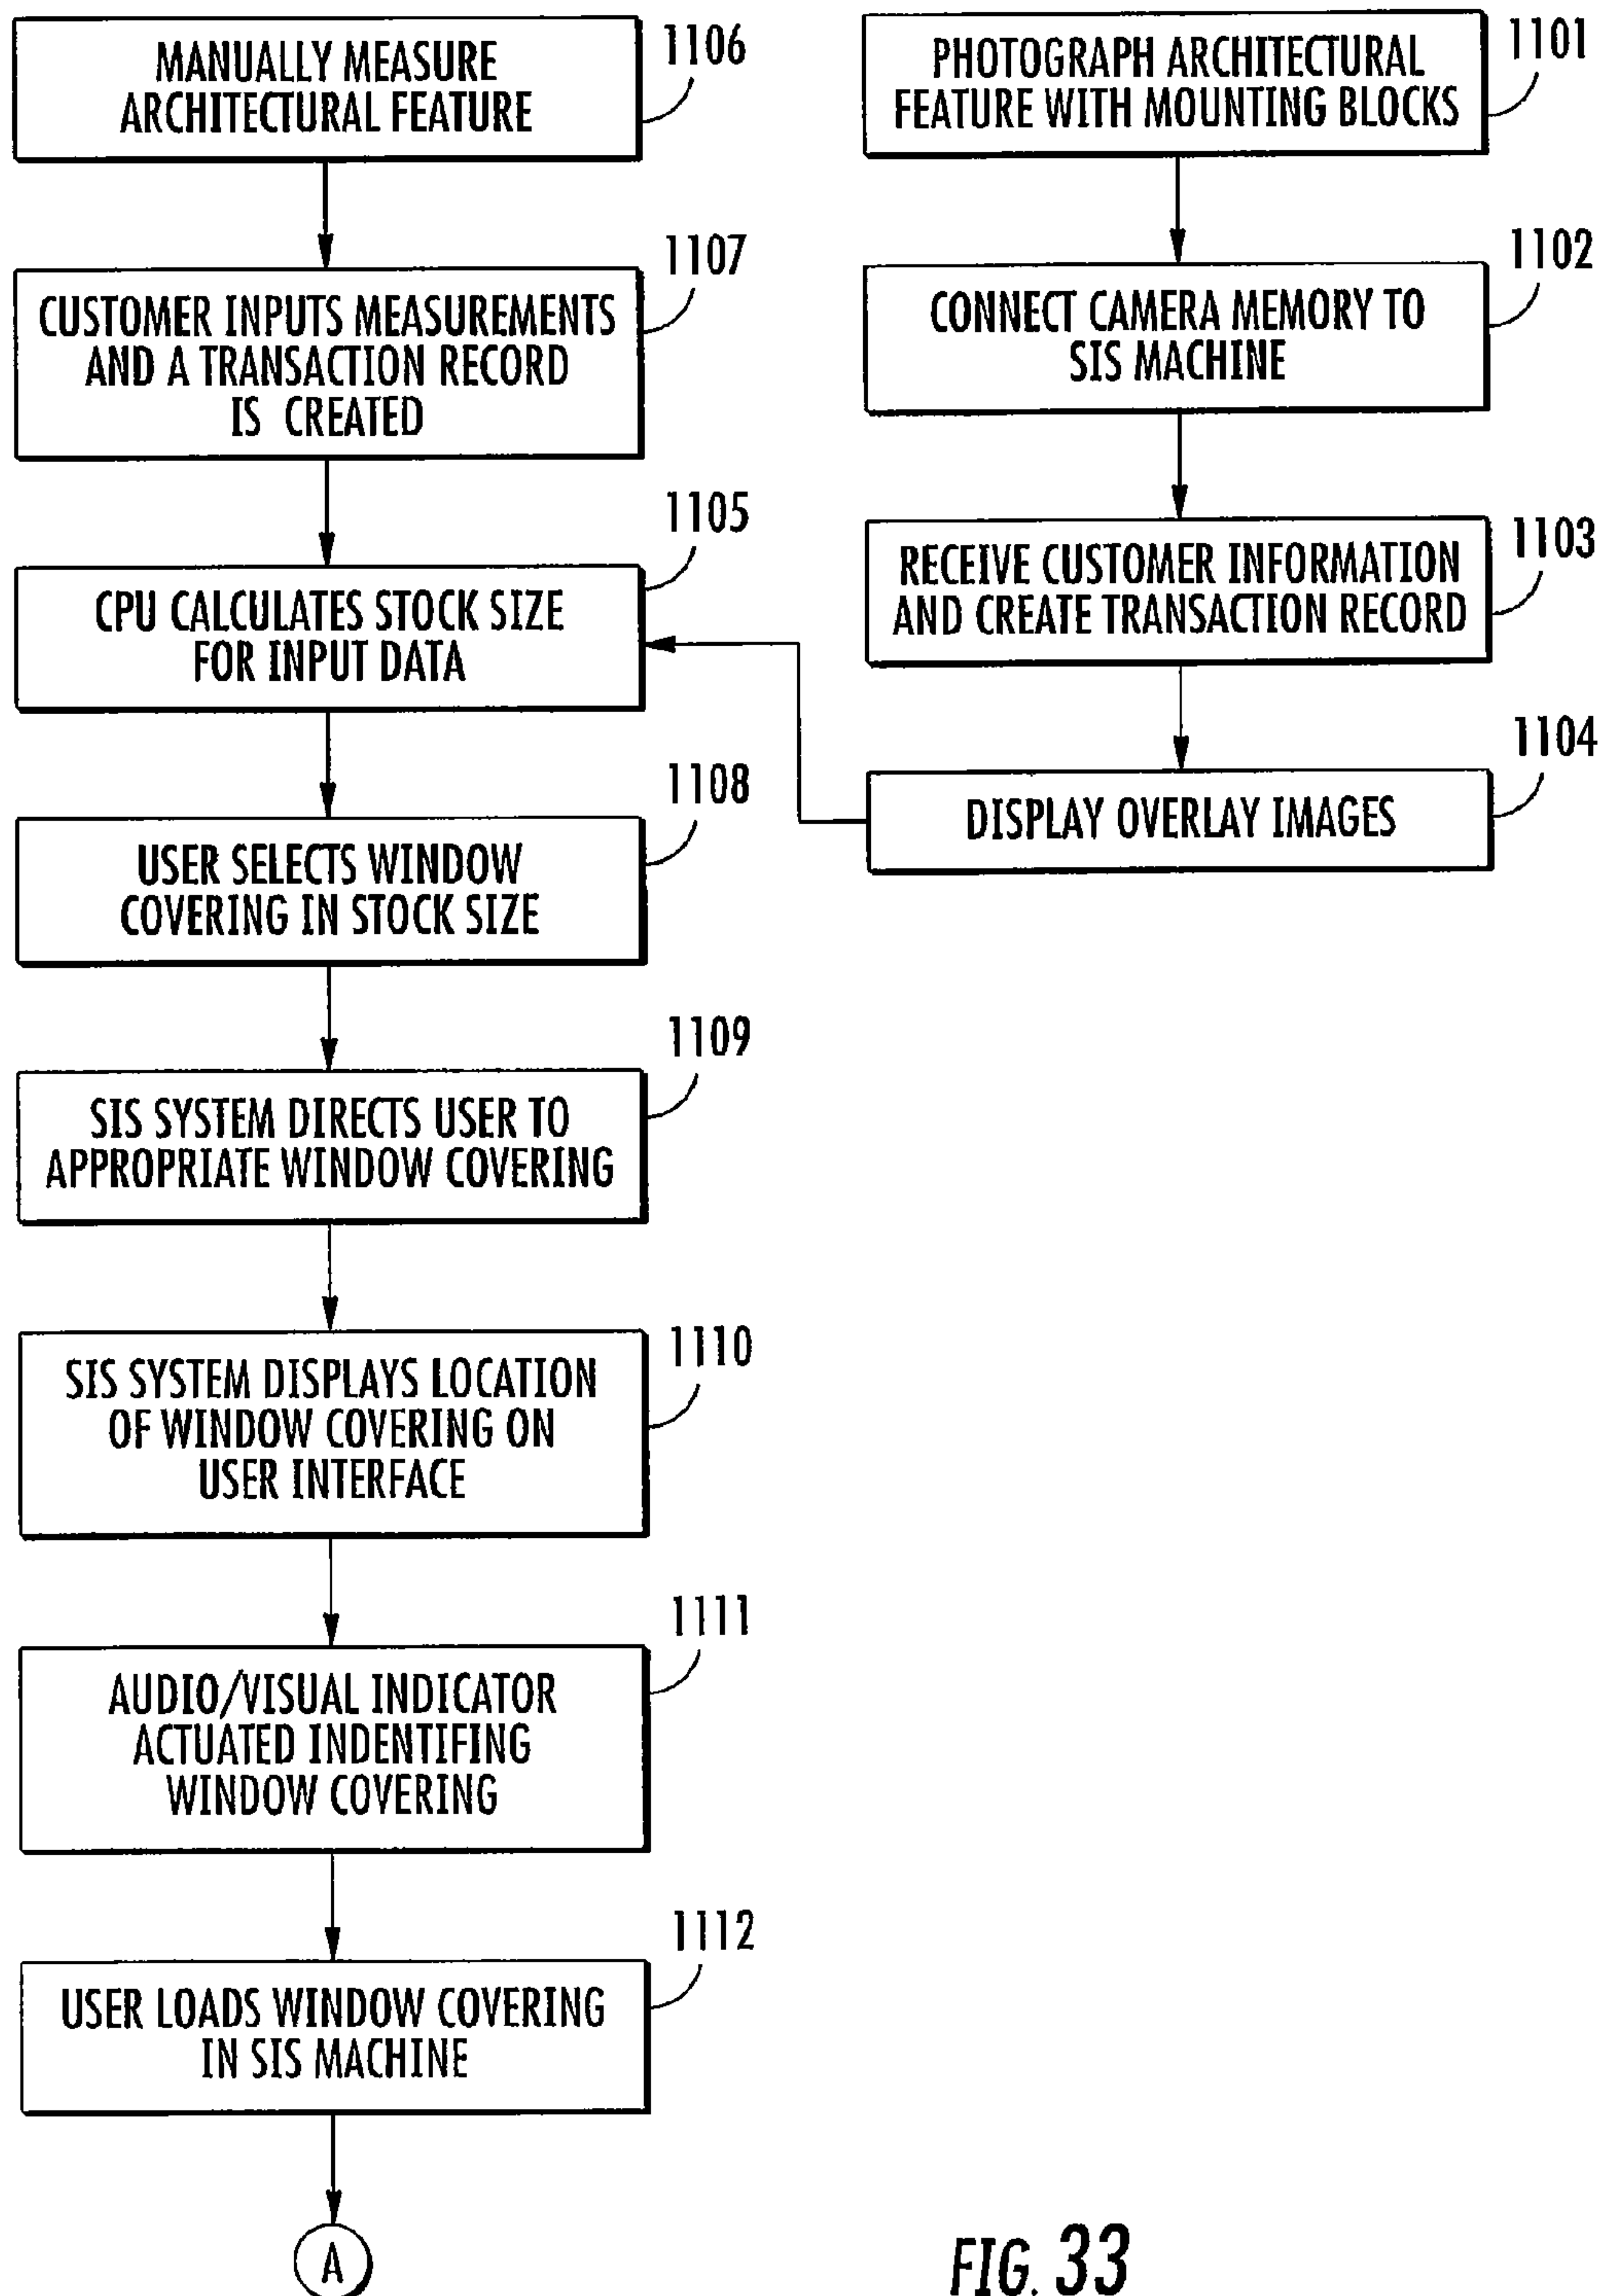 MANUALLY MEASURE
ARCHITECTURAL FEATURE
1106
CUSTOMER INPUTS MEASUREMENTS
AND A TRANSACTION RECORD
IS CREATED
1107
CPU CALCULATES STOCK SIZE
FOR INPUT DATA
1105
USER SELECTS WINDOW
COVERING IN STOCK SIZE
1108
SIS SYSTEM DIRECTS USER TO
APPROPRIATE WINDOW COVERING
1109
SIS SYSTEM DISPLAYS LOCATION
OF WINDOW COVERING ON
USER INTERFACE
1110
AUDIO/VISUAL INDICATOR
ACTUATED INDENTIFING
WINDOW COVERING
1111
USER LOADS WINDOW COVERING
IN SIS MACHINE
1112
A
PHOTOGRAPH ARCHITECTURAL
FEATURE WITH MOUNTING BLOCKS
1101
CONNECT CAMERA MEMORY TO
SIS MACHINE
1102
RECEIVE CUSTOMER INFORMATION
AND CREATE TRANSACTION RECORD
1103
DISPLAY OVERLAY IMAGES
1104
FIG. 33